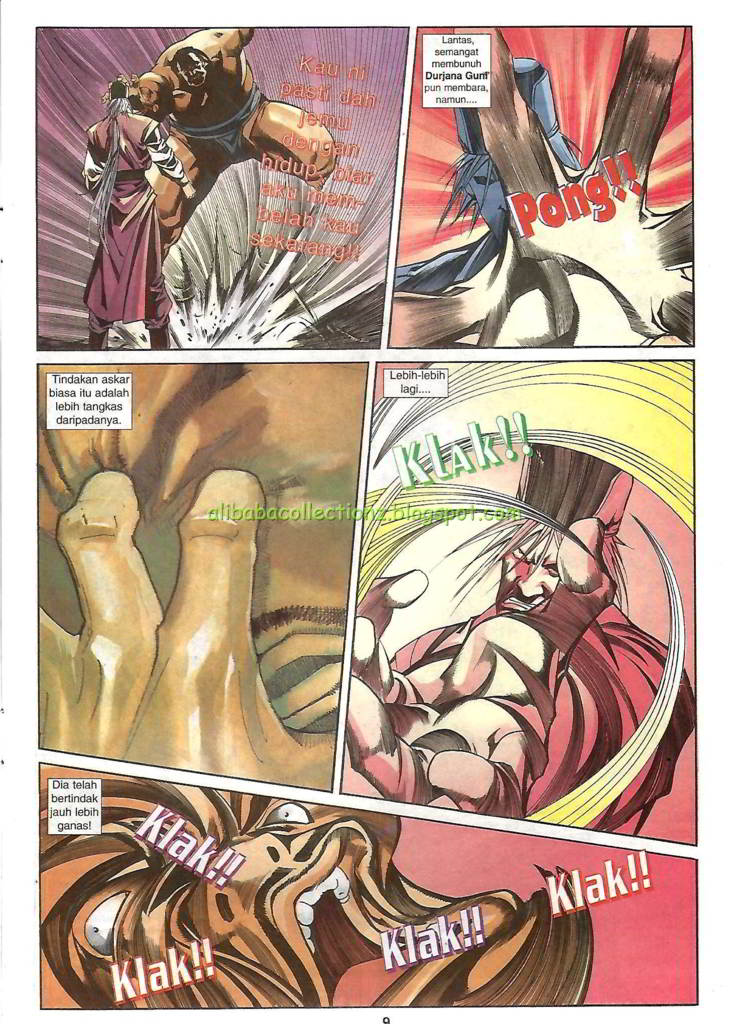 Kau ni
pasti dah
jemu
dengan
hidup, biar
aku mem-
belah kau
sekarang!!
Lantas,
semangat
membunuh
Durjana Guni
pun membara,
namun....
Pong!!
Tindakan askar
biasa itu adalah
lebih tangkas
daripadanya.
Lebih-lebih
lagi....
Klak!!
alibabacollectionz.blogspot.com
Dia telah
bertindak
jauh lebih
ganas!
Klak!!
Klak!!
Klak!!
Klak!!
9